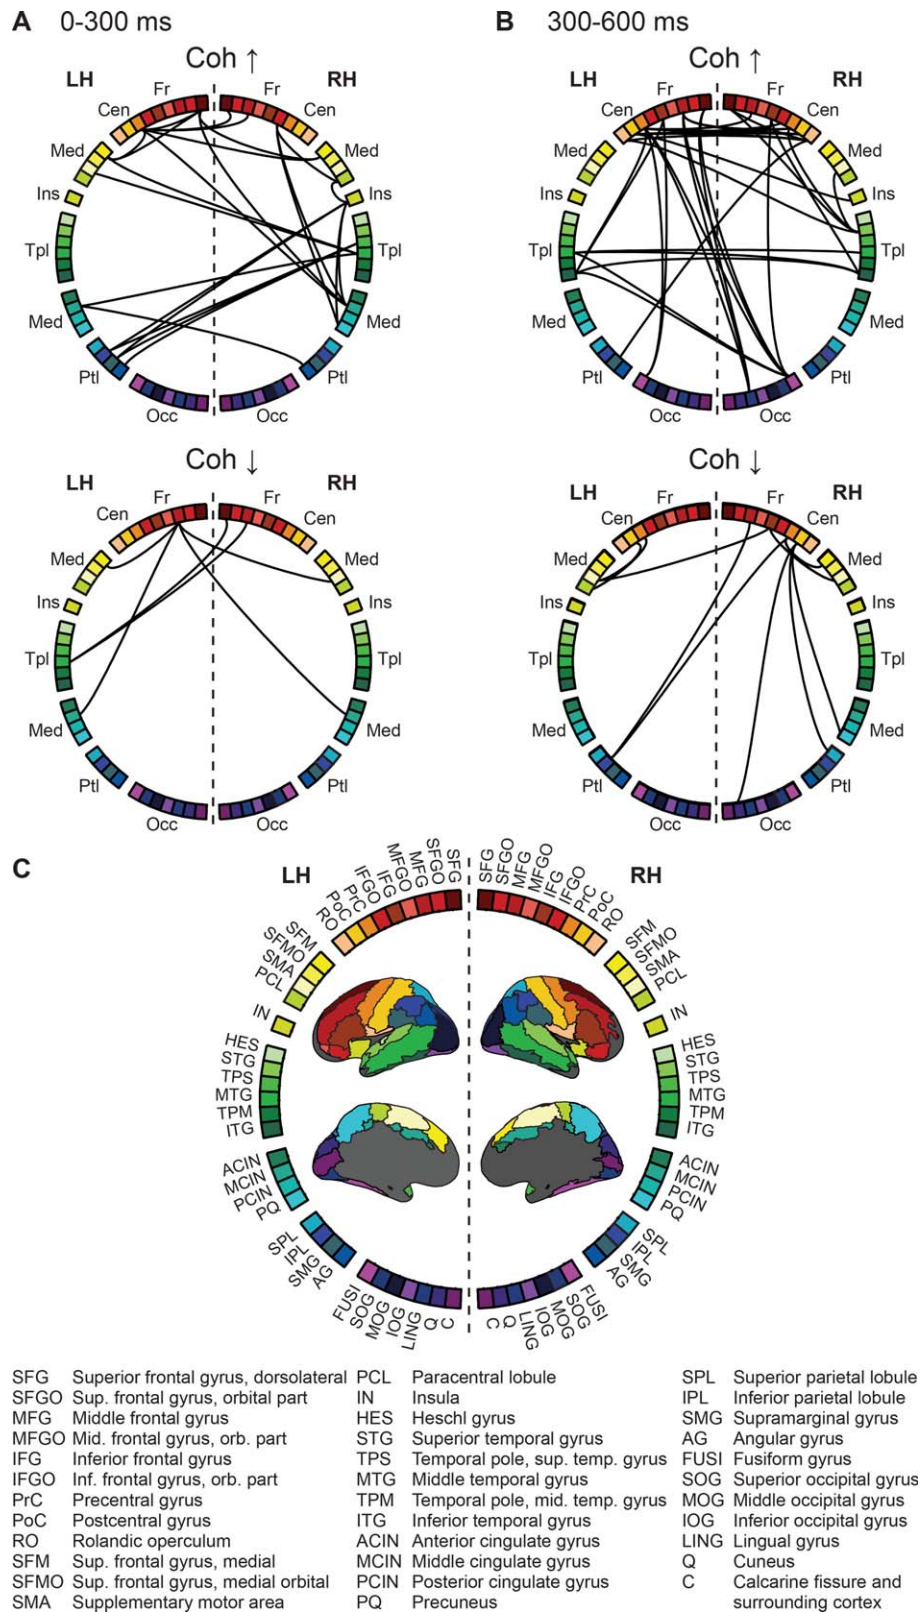 A 0-300 ms
Coh ↑
LH RH
Fr Fr
Cen Cen
Med Med
Ins Ins
Tpl Tpl
Med Med
Ptl Ptl
Occ Occ
Coh ↓
LH RH
Fr Fr
Cen Cen
Med Med
Ins Ins
Tpl Tpl
Med Med
Ptl Ptl
Occ Occ
B 300-600 ms
Coh ↑
LH RH
Fr Fr
Cen Cen
Med Med
Ins Ins
Tpl Tpl
Med Med
Ptl Ptl
Occ Occ
Coh ↓
LH RH
Fr Fr
Cen Cen
Med Med
Ins Ins
Tpl Tpl
Med Med
Ptl Ptl
Occ Occ
C
LH RH
RO PoC PrC IFGO IFG MFGO MFG SFGO SFG
SFG SFGO MFG MFGO IFG IFGO PrC PoC RO
SFM SFM
SFMO SFMO
SMA SMA
PCL PCL
IN IN
HES HES
STG STG
TPS TPS
MTG MTG
TPM TPM
ITG ITG
ACIN ACIN
MCIN MCIN
PCIN PCIN
PQ PQ
SPL SPL
IPL IPL
SMG SMG
AG AG
FUSI SOG MOG IOG LING Q C
C Q LING IOG MOG SOG FUSI
SFG Superior frontal gyrus, dorsolateral
SFGO Sup. frontal gyrus, orbital part
MFG Middle frontal gyrus
MFGO Mid. frontal gyrus, orb. part
IFG Inferior frontal gyrus
IFGO Inf. frontal gyrus, orb. part
PrC Precentral gyrus
PoC Postcentral gyrus
RO Rolandic operculum
SFM Sup. frontal gyrus, medial
SFMO Sup. frontal gyrus, medial orbital
SMA Supplementary motor area
PCL Paracentral lobule
IN Insula
HES Heschl gyrus
STG Superior temporal gyrus
TPS Temporal pole, sup. temp. gyrus
MTG Middle temporal gyrus
TPM Temporal pole, mid. temp. gyrus
ITG Inferior temporal gyrus
ACIN Anterior cingulate gyrus
MCIN Middle cingulate gyrus
PCIN Posterior cingulate gyrus
PQ Precuneus
SPL Superior parietal lobule
IPL Inferior parietal lobule
SMG Supramarginal gyrus
AG Angular gyrus
FUSI Fusiform gyrus
SOG Superior occipital gyrus
MOG Middle occipital gyrus
IOG Inferior occipital gyrus
LING Lingual gyrus
Q Cuneus
C Calcarine fissure and
surrounding cortex